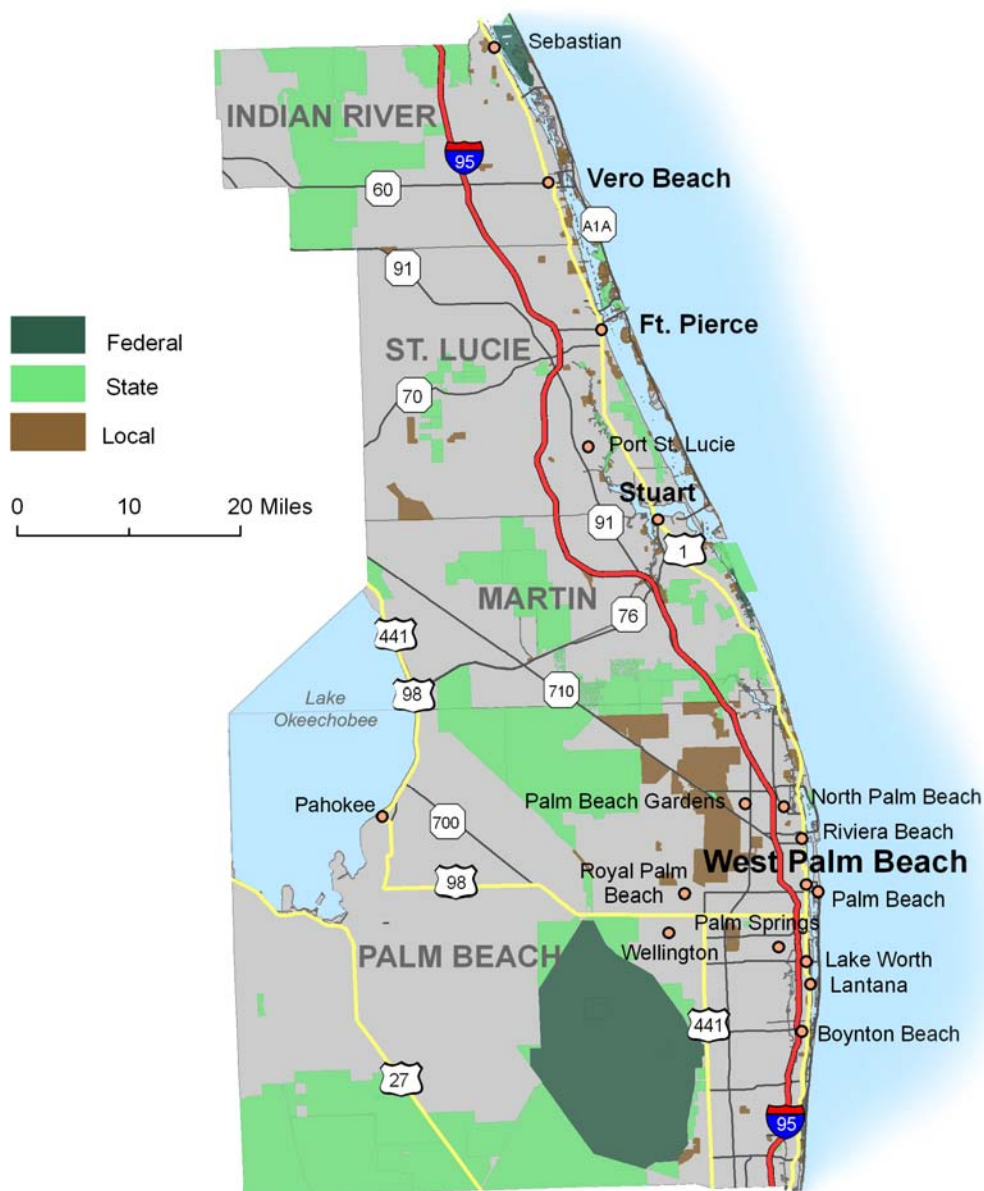 Sebastian
INDIAN RIVER
95
60
Vero Beach
A1A
91
Federal
State
Local
Ft. Pierce
ST. LUCIE
70
Port St. Lucie
0 10 20 Miles
Stuart
91
1
MARTIN
76
441
98
710
Lake
Okeechobee
Pahokee
Palm Beach Gardens
North Palm Beach
700
Riviera Beach
West Palm Beach
98
Royal Palm
Beach
Palm Beach
Palm Springs
PALM BEACH
Wellington
Lake Worth
Lantana
441
Boynton Beach
27
95